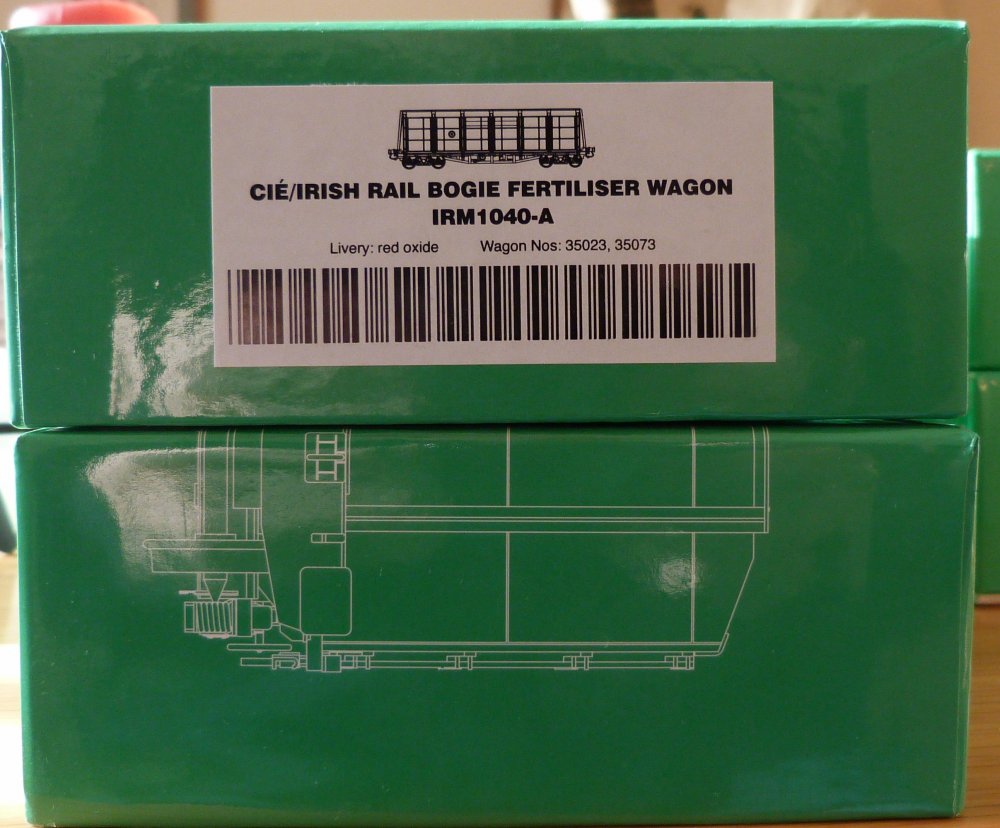 CIÉ/IRISH RAIL BOGIE FERTILISER WAGON
IRM1040-A
Livery: red oxide Wagon Nos: 35023, 35073